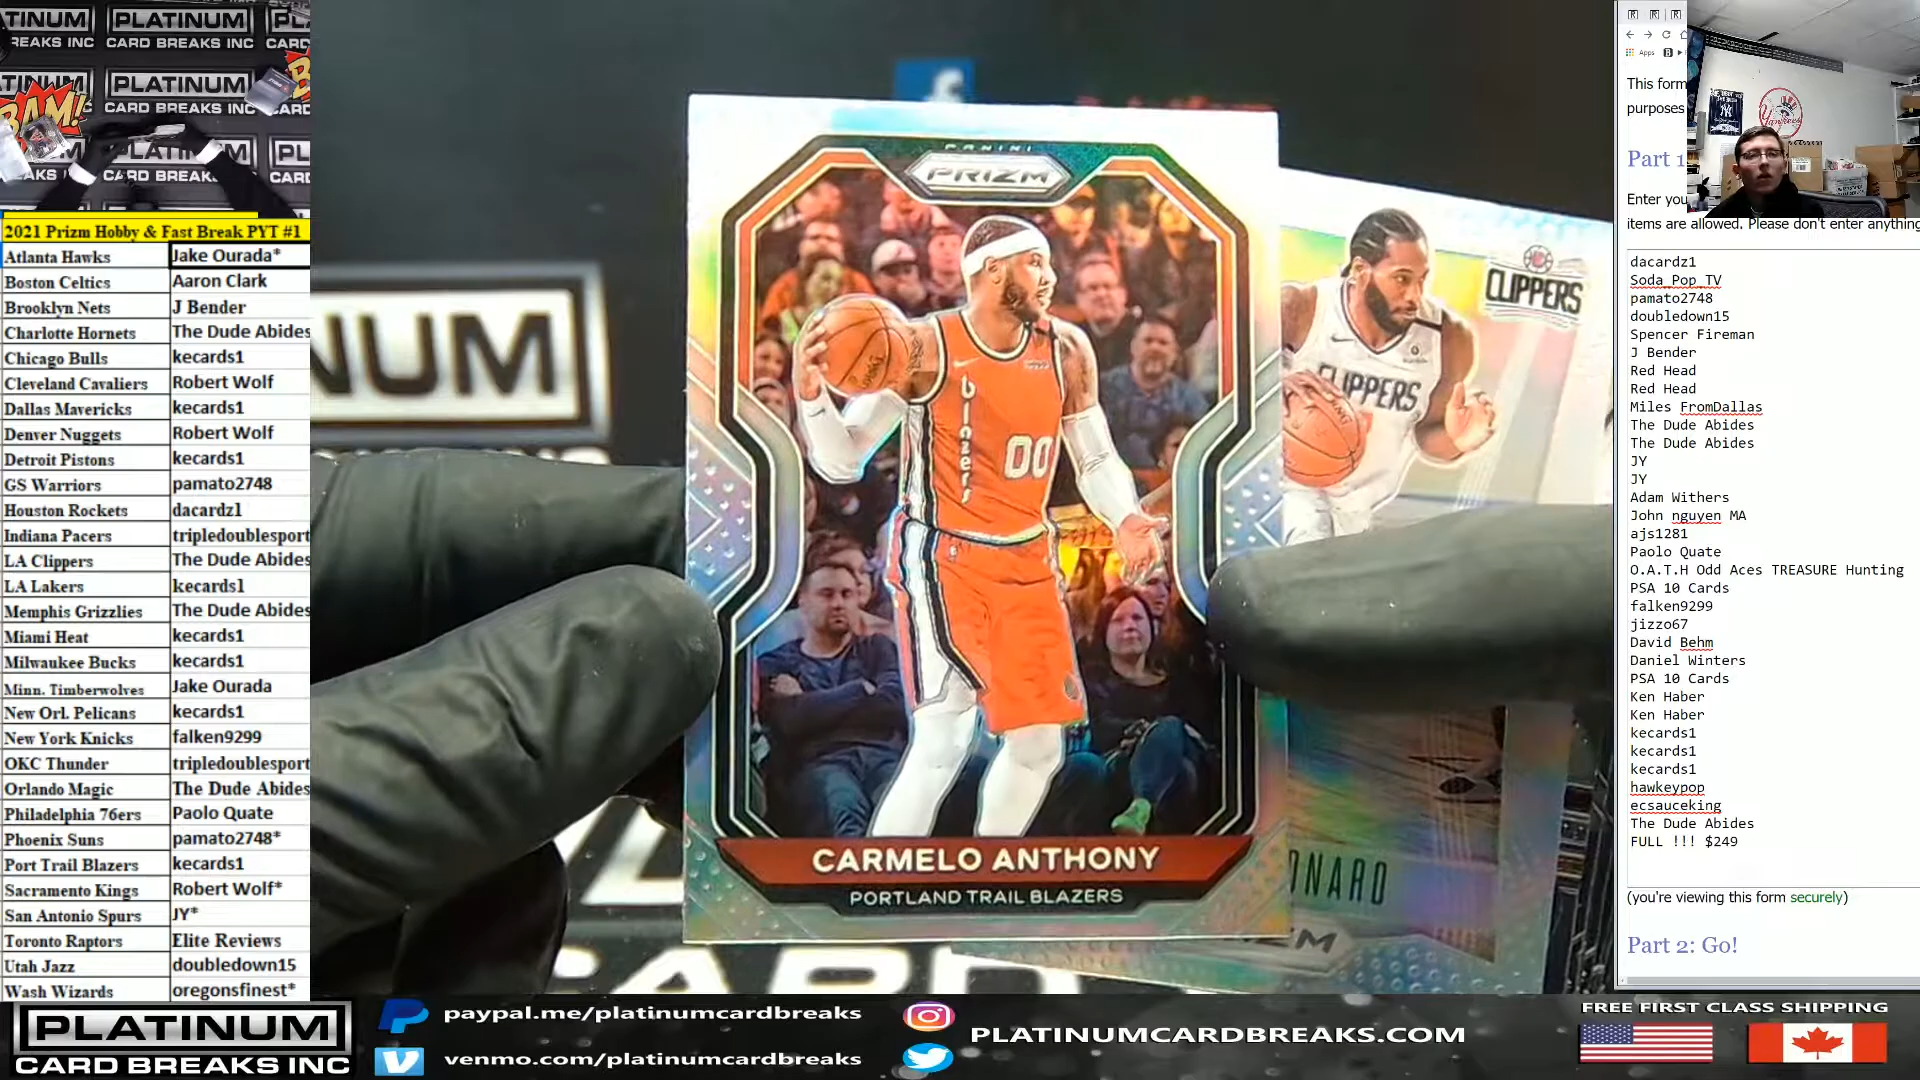 PLATINUM
CARD BREAKS INC
BAM!
2021 Prizm Hobby & Fast Break PYT #1
Atlanta Hawks Jake Ourada*
Boston Celtics Aaron Clark
Brooklyn Nets J Bender
Charlotte Hornets The Dude Abides
Chicago Bulls kecards1
Cleveland Cavaliers Robert Wolf
Dallas Mavericks kecards1
Denver Nuggets Robert Wolf
Detroit Pistons kecards1
GS Warriors pamato2748
Houston Rockets dacardz1
Indiana Pacers tripledoublesport
LA Clippers The Dude Abides
LA Lakers kecards1
Memphis Grizzlies The Dude Abides
Miami Heat kecards1
Milwaukee Bucks kecards1
Minn. Timberwolves Jake Ourada
New Orl. Pelicans kecards1
New York Knicks falken9299
OKC Thunder tripledoublesport
Orlando Magic The Dude Abides
Philadelphia 76ers Paolo Quate
Phoenix Suns pamato2748*
Port Trail Blazers kecards1
Sacramento Kings Robert Wolf*
San Antonio Spurs JY*
Toronto Raptors Elite Reviews
Utah Jazz doubledown15
Wash Wizards oregonsfinest*
NUM
PANINI
PRIZM
blazers
00
CARMELO ANTHONY
PORTLAND TRAIL BLAZERS
CLIPPERS
CLIPPERS
ONARD
CARD
Apps
This form
purposes
Part 1
Enter you
items are allowed. Please don't enter anything
Yankees
dacardz1
Soda_Pop_TV
pamato2748
doubledown15
Spencer Fireman
J Bender
Red Head
Red Head
Miles FromDallas
The Dude Abides
The Dude Abides
JY
JY
Adam Withers
John nguyen MA
ajs1281
Paolo Quate
O.A.T.H Odd Aces TREASURE Hunting
PSA 10 Cards
falken9299
jizzo67
David Behm
Daniel Winters
PSA 10 Cards
Ken Haber
Ken Haber
kecards1
kecards1
kecards1
hawkeypop
ecsauceking
The Dude Abides
FULL !!! $249
(you're viewing this form securely)
Part 2: Go!
PLATINUM
CARD BREAKS INC
paypal.me/platinumcardbreaks
venmo.com/platinumcardbreaks
PLATINUMCARDBREAKS.COM
FREE FIRST CLASS SHIPPING